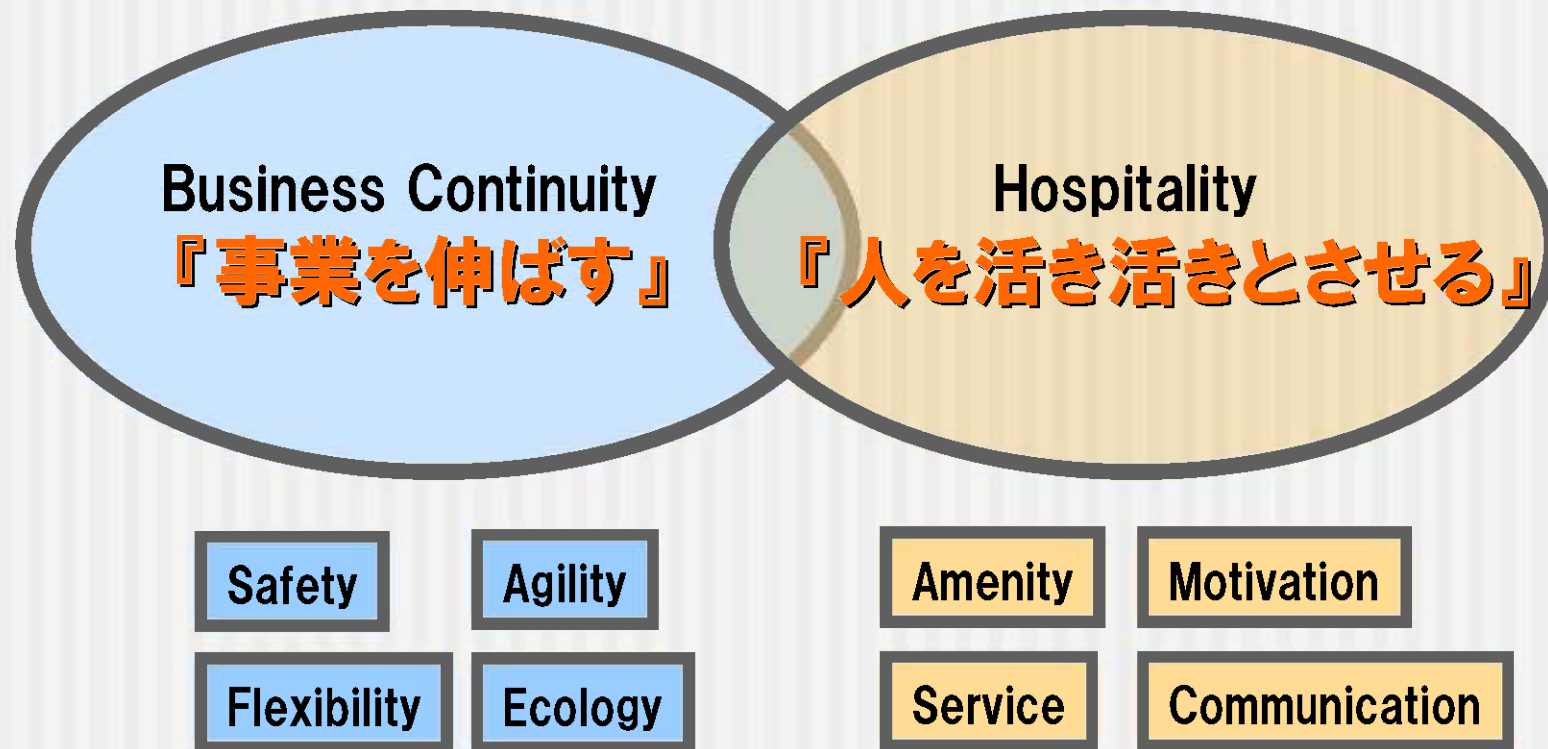 Business Continuity
『事業を伸ばす』
Hospitality
『人を活き活きとさせる』
Safety
Agility
Flexibility
Ecology
Amenity
Motivation
Service
Communication